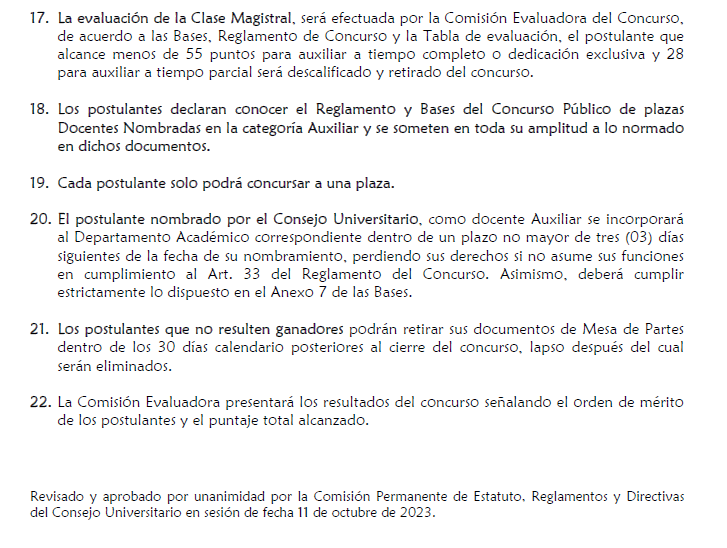 17. La evaluación de la Clase Magistral, será efectuada por la Comisión Evaluadora del Concurso,
de acuerdo a las Bases, Reglamento de Concurso y la Tabla de evaluación, el postulante que
alcance menos de 55 puntos para auxiliar a tiempo completo o dedicación exclusiva y 28
para auxiliar a tiempo parcial será descalificado y retirado del concurso.
18. Los postulantes declaran conocer el Reglamento y Bases del Concurso Público de plazas
Docentes Nombradas en la categoría Auxiliar y se someten en toda su amplitud a lo normado
en dichos documentos.
19. Cada postulante solo podrá concursar a una plaza.
20. El postulante nombrado por el Consejo Universitario, como docente Auxiliar se incorporará
al Departamento Académico correspondiente dentro de un plazo no mayor de tres (03) días
siguientes de la fecha de su nombramiento, perdiendo sus derechos si no asume sus funciones
en cumplimiento al Art. 33 del Reglamento del Concurso. Asimismo, deberá cumplir
estrictamente lo dispuesto en el Anexo 7 de las Bases.
21. Los postulantes que no resulten ganadores podrán retirar sus documentos de Mesa de Partes
dentro de los 30 días calendario posteriores al cierre del concurso, lapso después del cual
serán eliminados.
22. La Comisión Evaluadora presentará los resultados del concurso señalando el orden de mérito
de los postulantes y el puntaje total alcanzado.
Revisado y aprobado por unanimidad por la Comisión Permanente de Estatuto, Reglamentos y Directivas
del Consejo Universitario en sesión de fecha 11 de octubre de 2023.